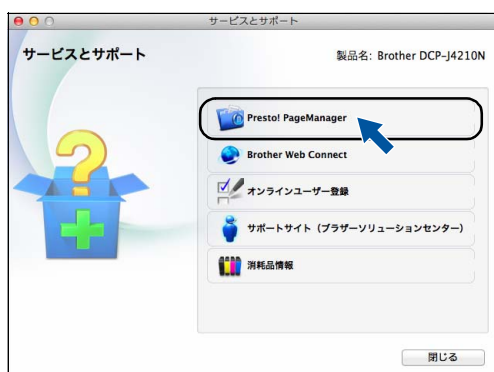 サービスとサポート
サービスとサポート
製品名: Brother DCP-J4210N
Presto! PageManager
Brother Web Connect
オンラインユーザー登録
サポートサイト（ブラザーソリューションセンター）
消耗品情報
閉じる